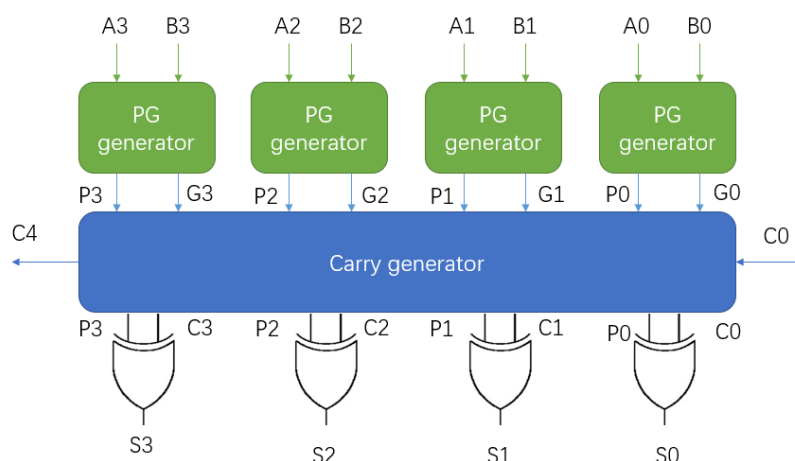 A3 B3 A2 B2 A1 B1 A0 B0
PG PG PG PG
generator generator generator generator
P3 G3 P2 G2 P1 G1 P0 G0
C4 C0
Carry generator
P3 C3 P2 C2 P1 C1 P0 C0
S3 S2 S1 S0